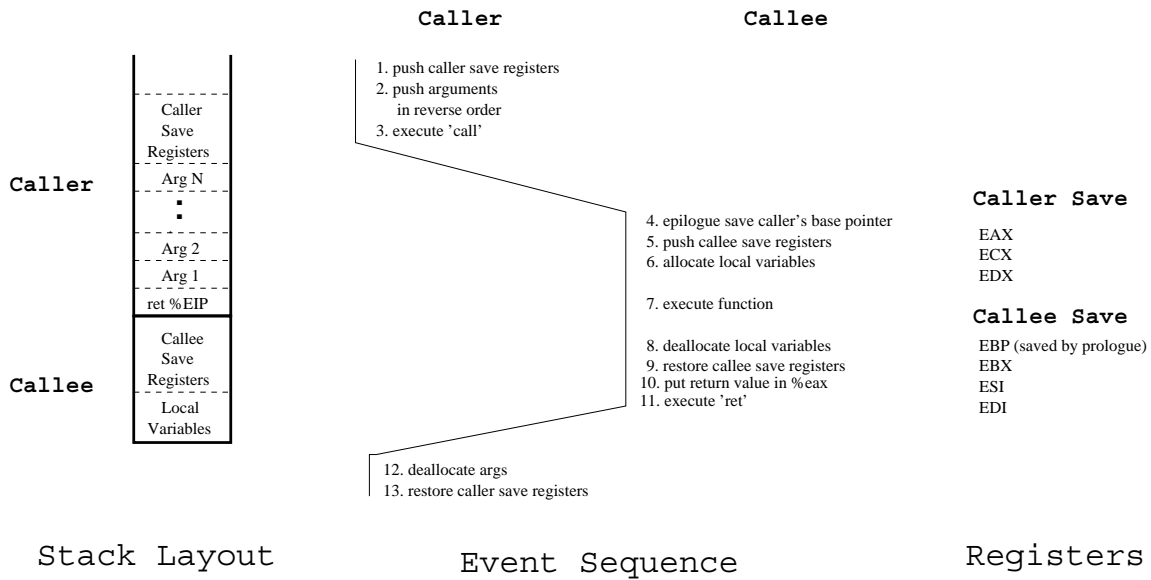 Caller
Callee
Caller
Save
Registers
Arg N
:
Arg 2
Arg 1
ret %EIP
Callee
Save
Registers
Local
Variables
Caller
Callee
1. push caller save registers
2. push arguments
in reverse order
3. execute ’call’
4. epilogue save caller’s base pointer
5. push callee save registers
6. allocate local variables
7. execute function
8. deallocate local variables
9. restore callee save registers
10. put return value in %eax
11. execute ’ret’
12. deallocate args
13. restore caller save registers
Caller Save
EAX
ECX
EDX
Callee Save
EBP (saved by prologue)
EBX
ESI
EDI
Stack Layout
Event Sequence
Registers